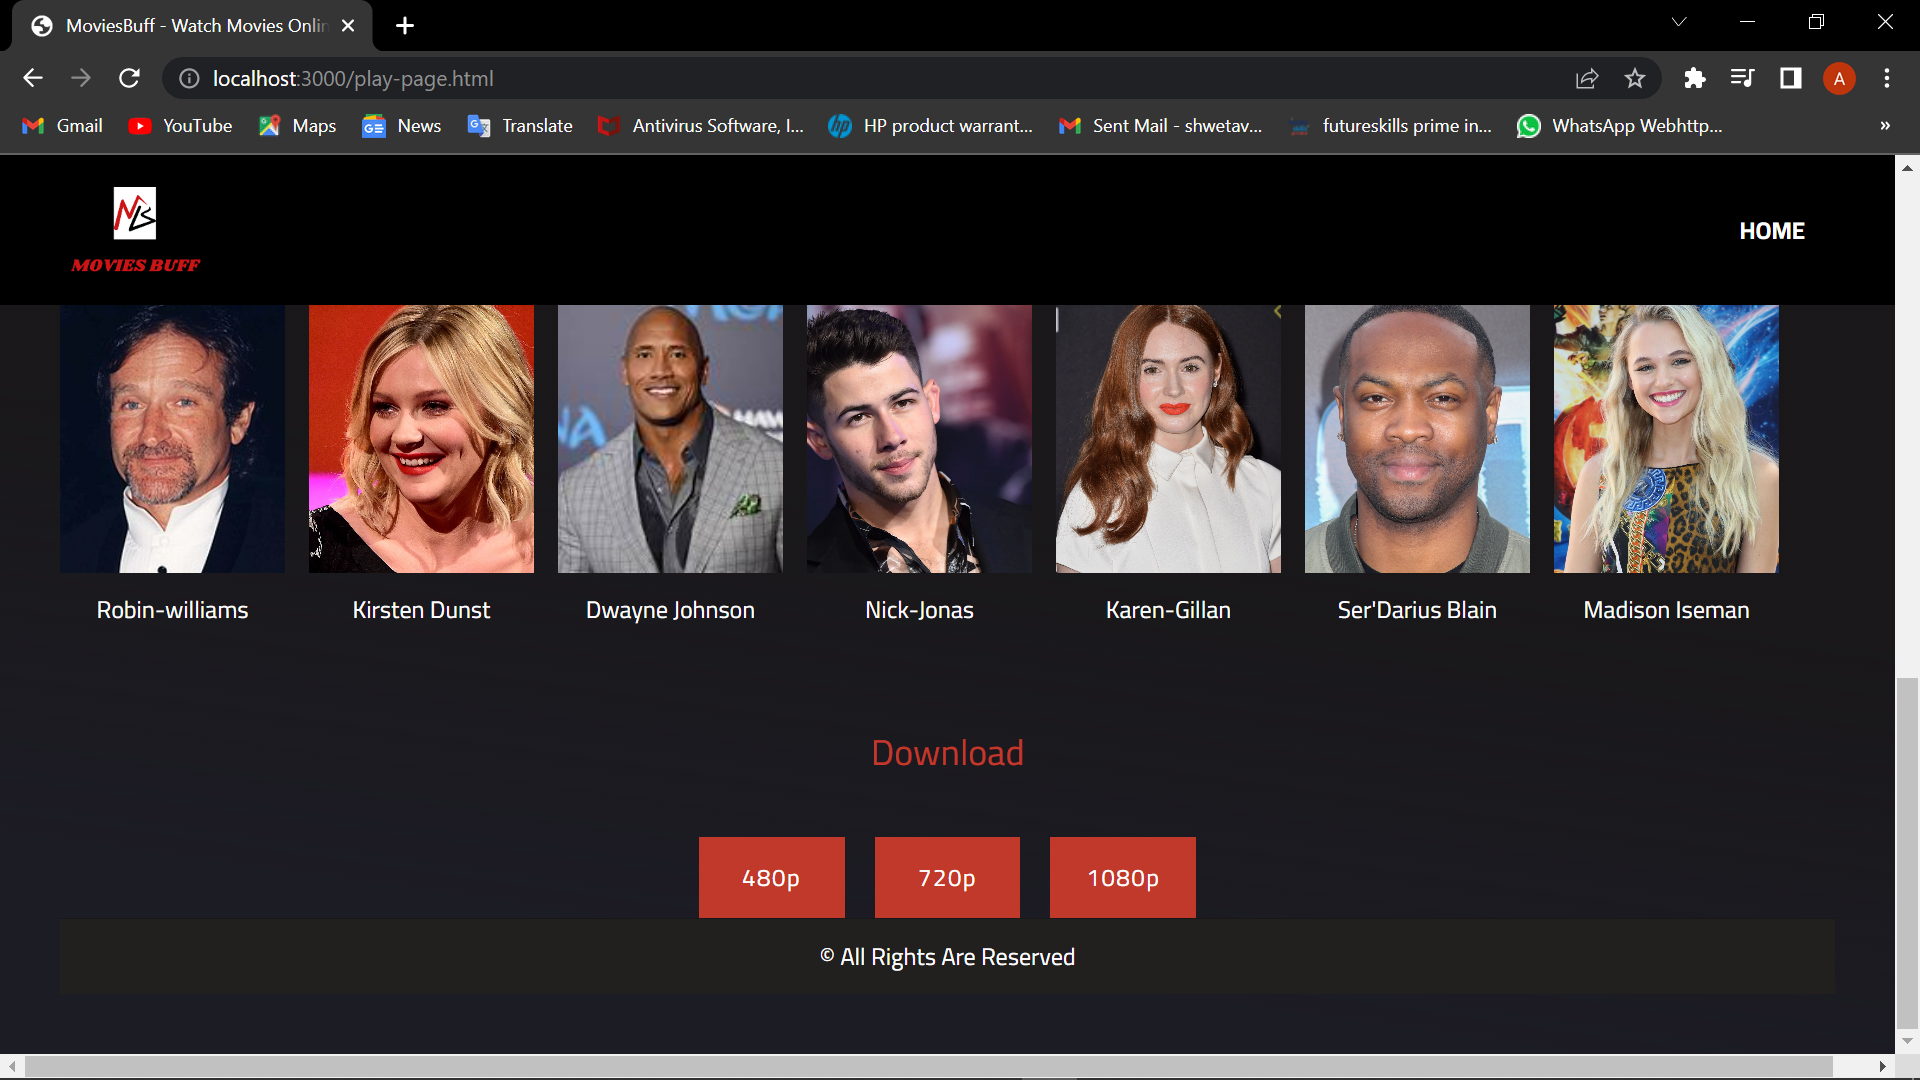 MoviesBuff - Watch Movies Onlin
localhost:3000/play-page.html
A
Gmail
YouTube
Maps
News
Translate
Antivirus Software, I...
HP product warrant...
Sent Mail - shwetav...
futureskills prime in...
WhatsApp Webhttp...
»
MOVIES BUFF
HOME
Robin-williams
Kirsten Dunst
Dwayne Johnson
Nick-Jonas
Karen-Gillan
Ser'Darius Blain
Madison Iseman
Download
480p
720p
1080p
© All Rights Are Reserved